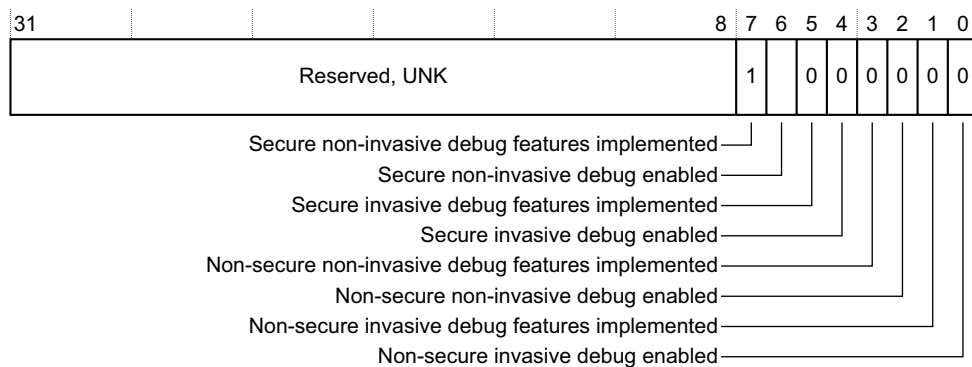 31 8 7 6 5 4 3 2 1 0
Reserved, UNK 1 0 0 0 0 0 0
Secure non-invasive debug features implemented
Secure non-invasive debug enabled
Secure invasive debug features implemented
Secure invasive debug enabled
Non-secure non-invasive debug features implemented
Non-secure non-invasive debug enabled
Non-secure invasive debug features implemented
Non-secure invasive debug enabled